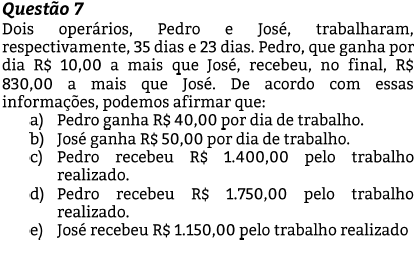 Questão 7
Dois operários, Pedro e José, trabalharam,
respectivamente, 35 dias e 23 dias. Pedro, que ganha por
dia R$ 10,00 a mais que José, recebeu, no final, R$
830,00 a mais que José. De acordo com essas
informações, podemos afirmar que:
a) Pedro ganha R$ 40,00 por dia de trabalho.
b) José ganha R$ 50,00 por dia de trabalho.
c) Pedro recebeu R$ 1.400,00 pelo trabalho
realizado.
d) Pedro recebeu R$ 1.750,00 pelo trabalho
realizado.
e) José recebeu R$ 1.150,00 pelo trabalho realizado